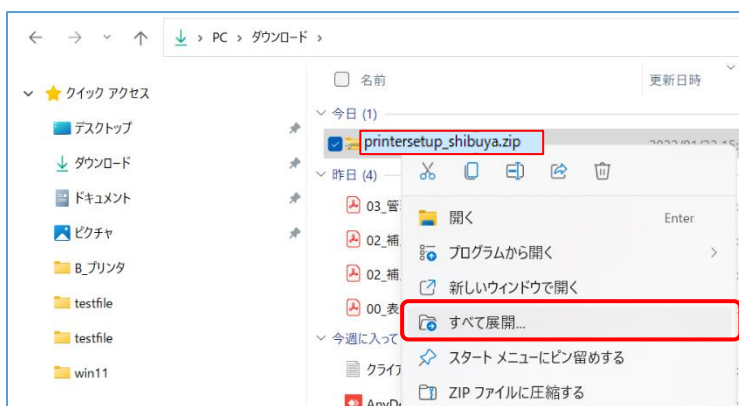 PC › ダウンロード
名前
更新日時
クイック アクセス
今日 (1)
デスクトップ
printersetup_shibuya.zip
ダウンロード
昨日 (4)
ドキュメント
03_管
開く Enter
ピクチャ
02_補
プログラムから開く
B_プリンタ
02_補
新しいウィンドウで開く
testfile
00_表
すべて展開...
testfile
今週に入って
スタート メニューにピン留めする
win11
クライア
ZIP ファイルに圧縮する